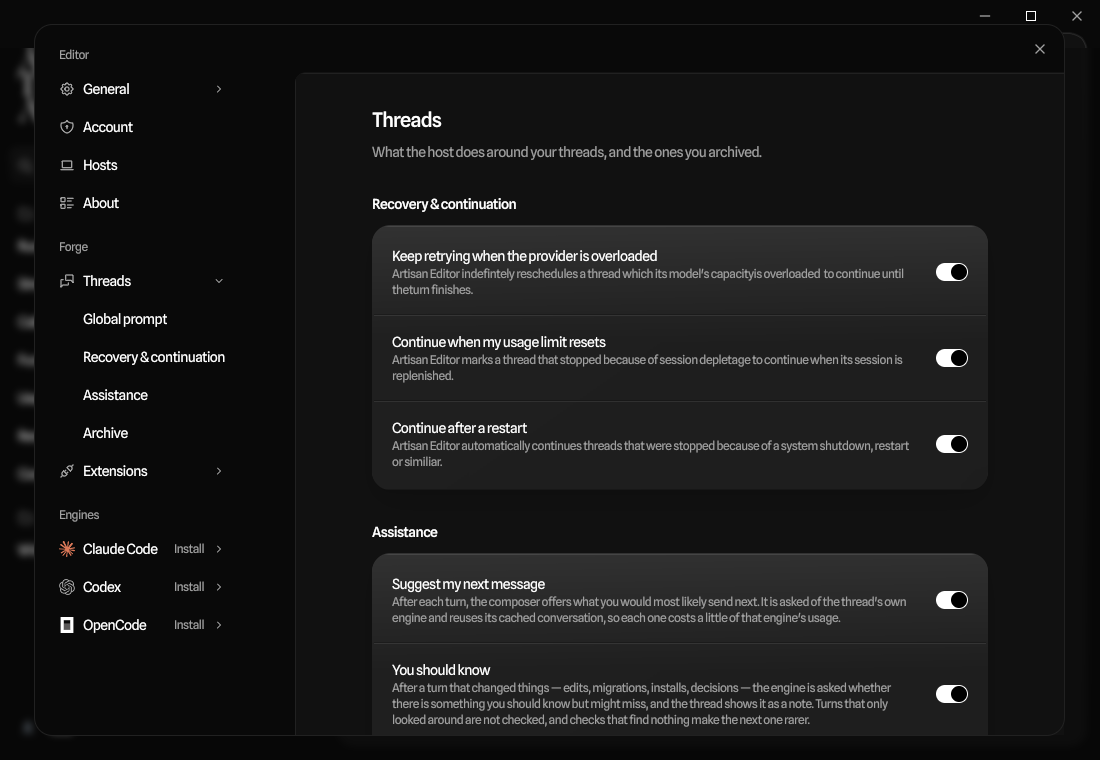 Editor
General
Account
Hosts
About
Forge
Threads
Global prompt
Recovery & continuation
Assistance
Archive
Extensions
Engines
Claude Code Install
Codex Install
OpenCode Install
Threads
What the host does around your threads, and the ones you archived.
Recovery & continuation
Keep retrying when the provider is overloaded
Artisan Editor indefintely reschedules a thread which its model's capacityis overloaded to continue until
theturn finishes.
Continue when my usage limit resets
Artisan Editor marks a thread that stopped because of session depletage to continue when its session is
replenished.
Continue after a restart
Artisan Editor automatically continues threads that were stopped because of a system shutdown, restart
or similiar.
Assistance
Suggest my next message
After each turn, the composer offers what you would most likely send next. It is asked of the thread's own
engine and reuses its cached conversation, so each one costs a little of that engine's usage.
You should know
After a turn that changed things — edits, migrations, installs, decisions — the engine is asked whether
there is something you should know but might miss, and the thread shows it as a note. Turns that only
looked around are not checked, and checks that find nothing make the next one rarer.